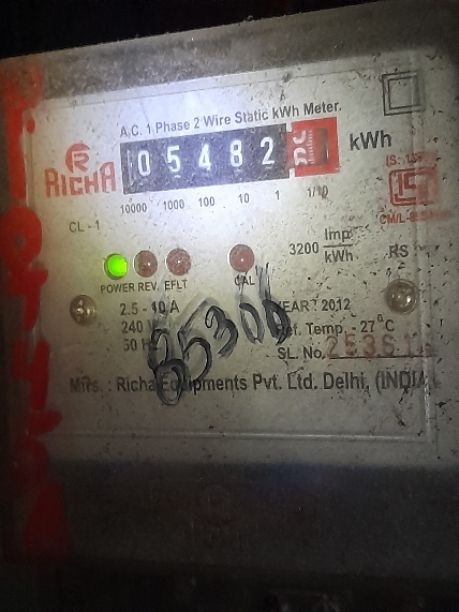 A.C. 1 Phase 2 Wire Static kWh Meter.
RICHA
05482
kWh
10000 1000 100 10 1 1/10
CL - 1
3200 Imp kWh
POWER REV. EFLT CAL
RS
2.5 - 10 A
YEAR : 2012
240
Ref. Temp. - 27°C
50
SL. No.
Mfrs. : Richa Equipments Pvt. Ltd. Delhi, (INDIA